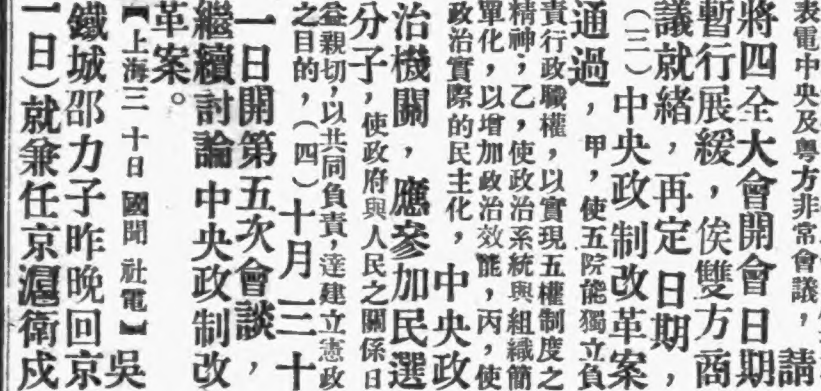 表電中央及粤方非常會議，請
將四全大會開會日期
暫行展緩，俟雙方商
議就緒，再定日期，
（三）中央政制改革案
通過，甲，使五院能獨立負
責行政職權，以實現五權制度之
精神；乙，使政治系統與組織簡
單化，以增加政治效能，丙，使
政治實際的民主化，中央政
治機關，應參加民選
分子，使政府與人民之關係日
益親切，以共同負責，達建立憲政
之目的，（四）十月三十
一日開第五次會談，
繼續討論中央政制改
革案。
【上海三十日國聞社電】吳
鐵城邵力子昨晚回京
一日）就兼任京滬衛戍